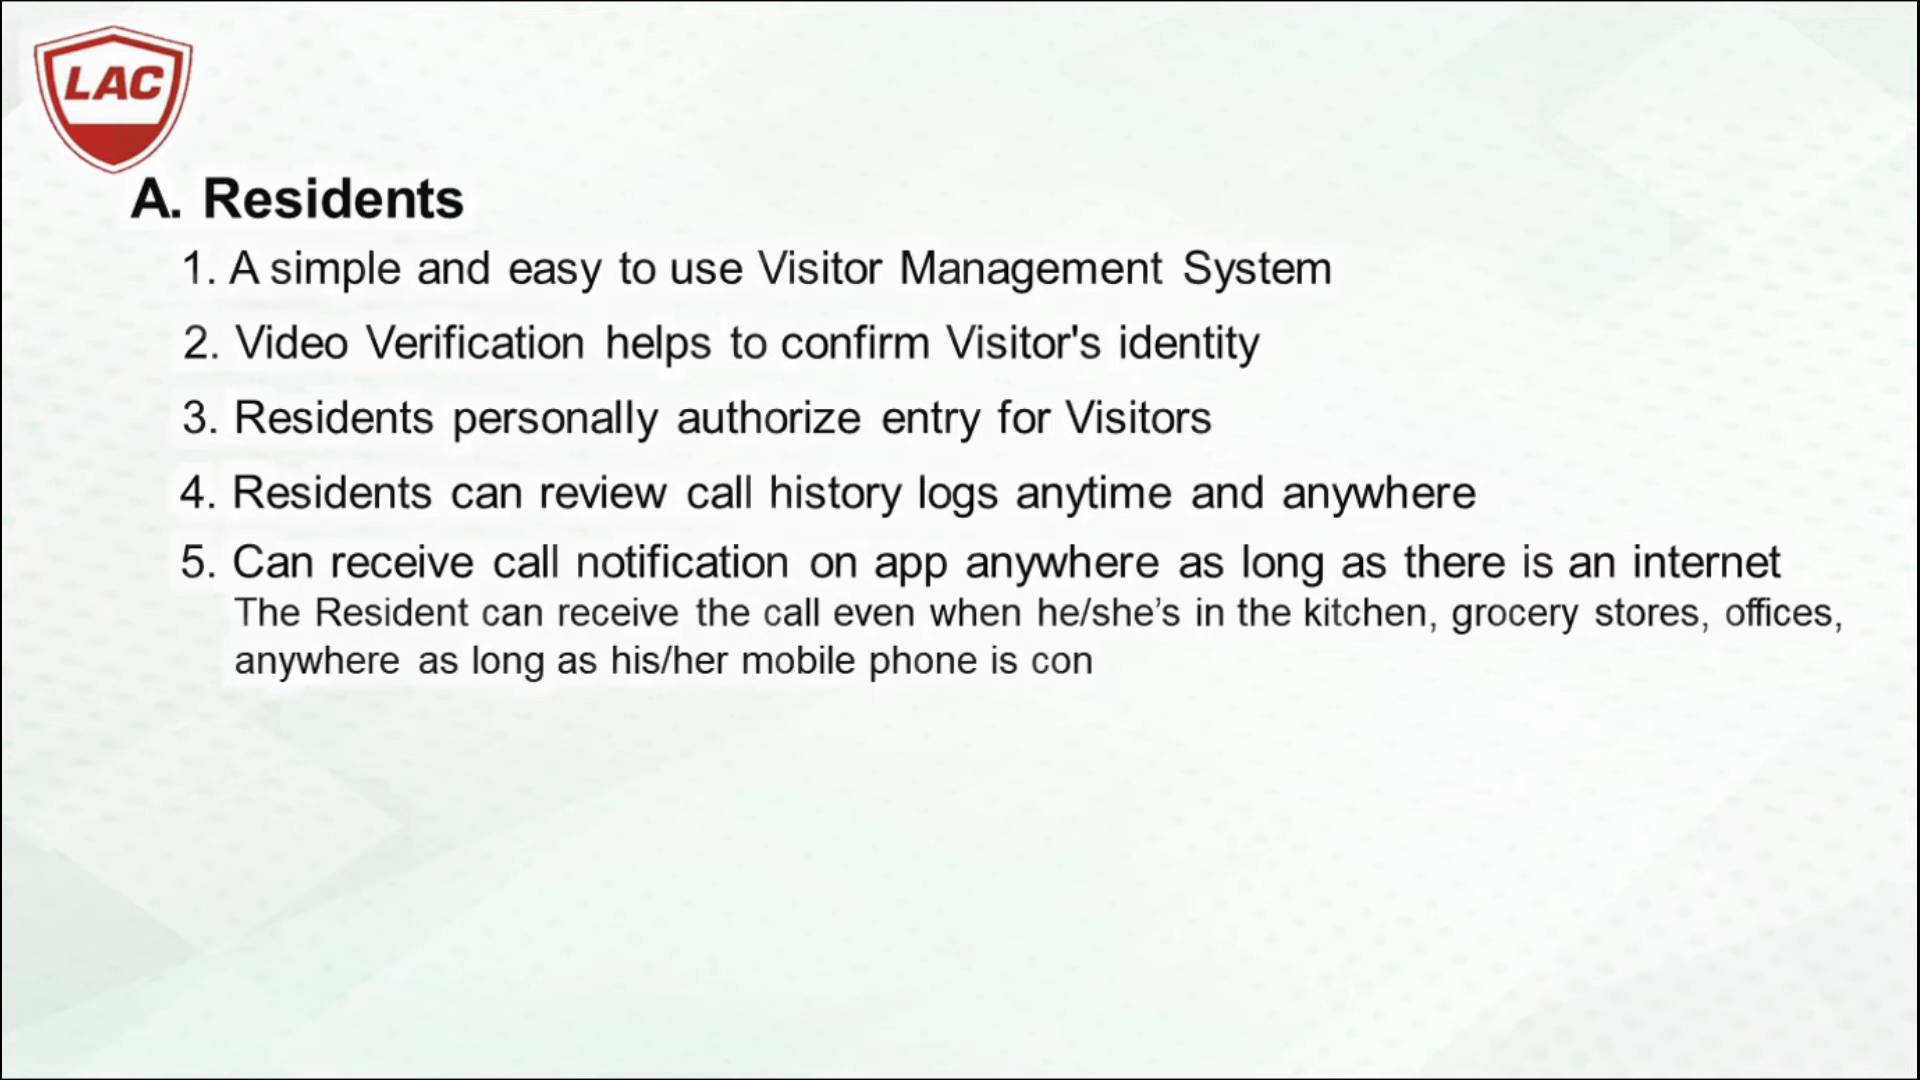 LAC
A. Residents
1. A simple and easy to use Visitor Management System
2. Video Verification helps to confirm Visitor's identity
3. Residents personally authorize entry for Visitors
4. Residents can review call history logs anytime and anywhere
5. Can receive call notification on app anywhere as long as there is an internet
The Resident can receive the call even when he/she’s in the kitchen, grocery stores, offices,
anywhere as long as his/her mobile phone is con